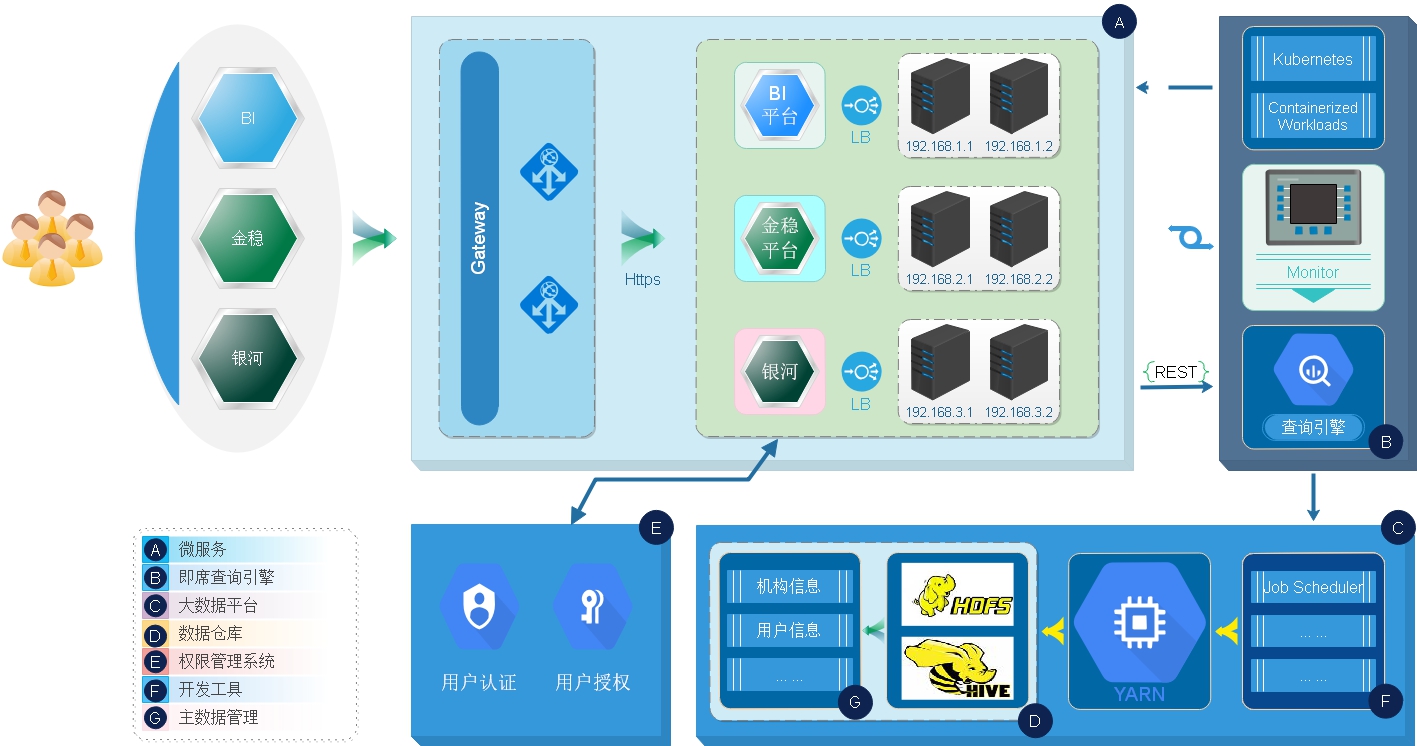 BI
金稳
银河
Gateway
Https
A
BI
平台
LB
192.168.1.1
192.168.1.2
金稳
平台
LB
192.168.2.1
192.168.2.2
银河
LB
192.168.3.1
192.168.3.2
Kubernetes
Containerized
Workloads
Monitor
{REST}
查询引擎
B
A 微服务
B 即席查询引擎
C 大数据平台
D 数据仓库
E 权限管理系统
F 开发工具
G 主数据管理
E
用户认证
用户授权
C
机构信息
用户信息
... ...
G
HDFS
HIVE
D
YARN
Job Scheduler
... ...
... ...
F